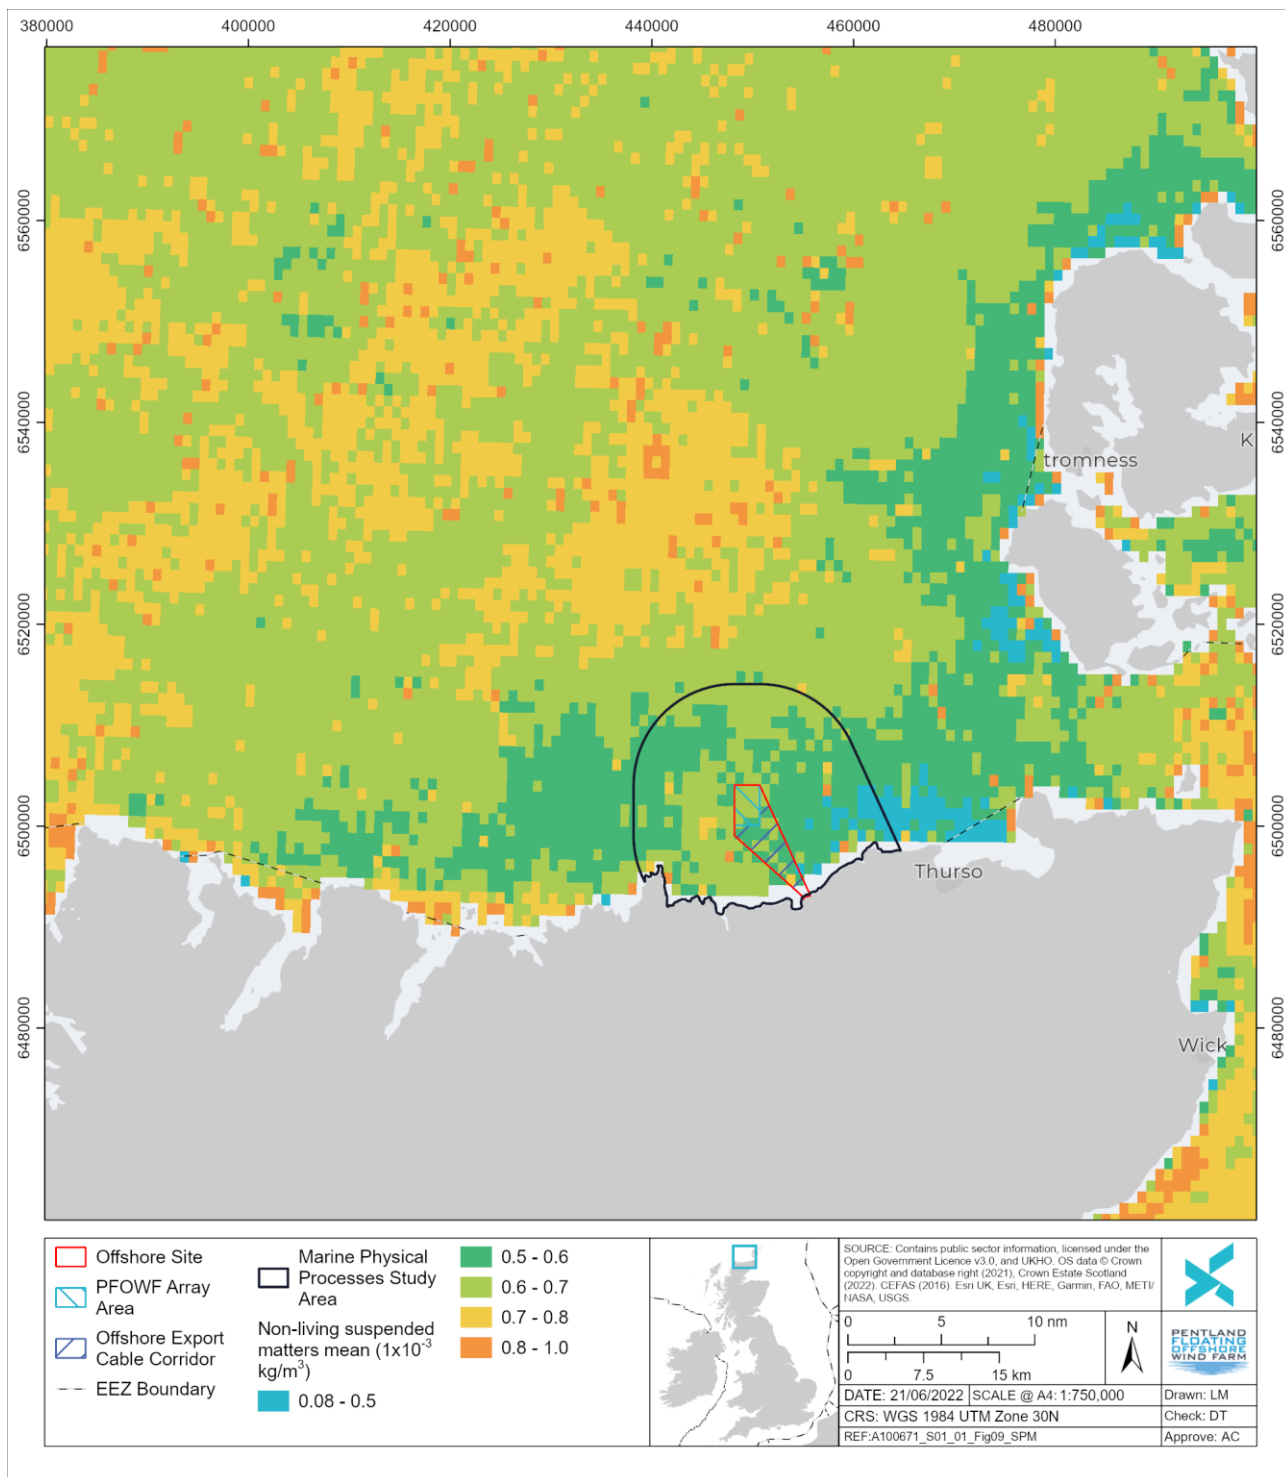 380000
400000
420000
440000
460000
480000
6560000
6560000
6540000
6540000
K
tromness
6520000
6520000
6500000
6500000
Thurso
6480000
6480000
Wick
Offshore Site
PFOWF Array
Area
Offshore Export
Cable Corridor
EEZ Boundary
Marine Physical
Processes Study
Area
Non-living suspended
matters mean (1x10⁻³
kg/m³)
0.08 - 0.5
0.5 - 0.6
0.6 - 0.7
0.7 - 0.8
0.8 - 1.0
SOURCE: Contains public sector information, licensed under the
Open Government Licence v3.0, and UKHO. OS data © Crown
copyright and database right (2021), Crown Estate Scotland
(2022). CEFAS (2016). Esri UK, Esri, HERE, Garmin, FAO, METI/
NASA, USGS.
0 5 10 nm
0 7.5 15 km
N
PENTLAND
FLOATING
OFFSHORE
WIND FARM
DATE: 21/06/2022 SCALE @ A4: 1:750,000
Drawn: LM
CRS: WGS 1984 UTM Zone 30N
Check: DT
REF:A100671_S01_01_Fig09_SPM
Approve: AC